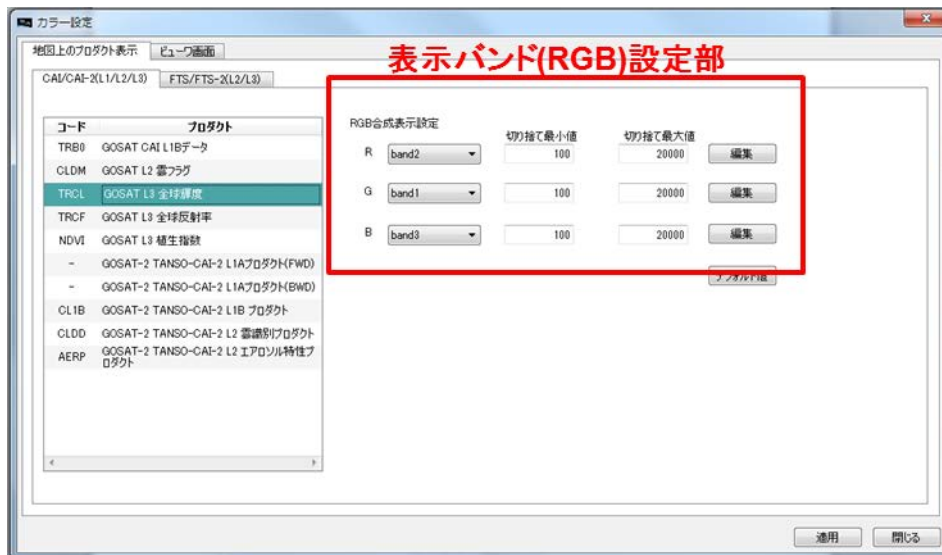 カラー設定
地図上のプロダクト表示 ビューワ画面
表示バンド(RGB)設定部
CAI/CAI-2(L1/L2/L3) FTS/FTS-2(L2/L3)
コード プロダクト
TRB0 GOSAT CAI L1Bデータ
CLDM GOSAT L2 雲フラグ
TRCL GOSAT L3 全球輝度
TRCF GOSAT L3 全球反射率
NDVI GOSAT L3 植生指数
- GOSAT-2 TANSO-CAI-2 L1Aプロダクト(FWD)
- GOSAT-2 TANSO-CAI-2 L1Aプロダクト(BWD)
CL1B GOSAT-2 TANSO-CAI-2 L1B プロダクト
CLDD GOSAT-2 TANSO-CAI-2 L2 雲識別プロダクト
AERP GOSAT-2 TANSO-CAI-2 L2 エアロゾル特性プ
ロダクト
RGB合成表示設定
切り捨て最小値 切り捨て最大値
R band2 100 20000 編集
G band1 100 20000 編集
B band3 100 20000 編集
デフォルト値
適用 閉じる